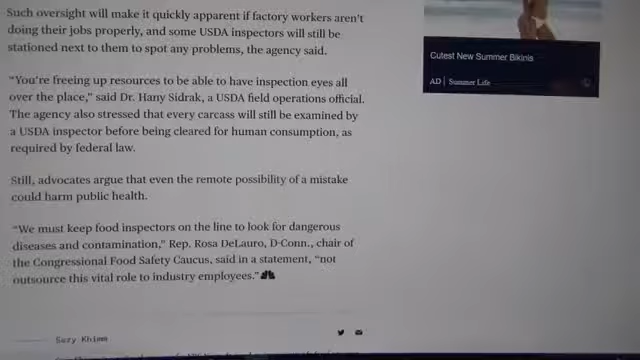 Such oversight will make it quickly apparent if factory workers aren't
doing their jobs properly, and some USDA inspectors will still be
stationed next to them to spot any problems, the agency said.
"You're freeing up resources to be able to have inspection eyes all
over the place," said Dr. Hany Sidrak, a USDA field operations official.
The agency also stressed that every carcass will still be examined by
a USDA inspector before being cleared for human consumption, as
required by federal law.
Still, advocates argue that even the remote possibility of a mistake
could harm public health.
"We must keep food inspectors on the line to look for dangerous
diseases and contamination," Rep. Rosa DeLauro, D-Conn., chair of
the Congressional Food Safety Caucus, said in a statement, "not
outsource this vital role to industry employees."
Suzy Khimm
Cutest New Summer Bikinis
AD | Summer Life